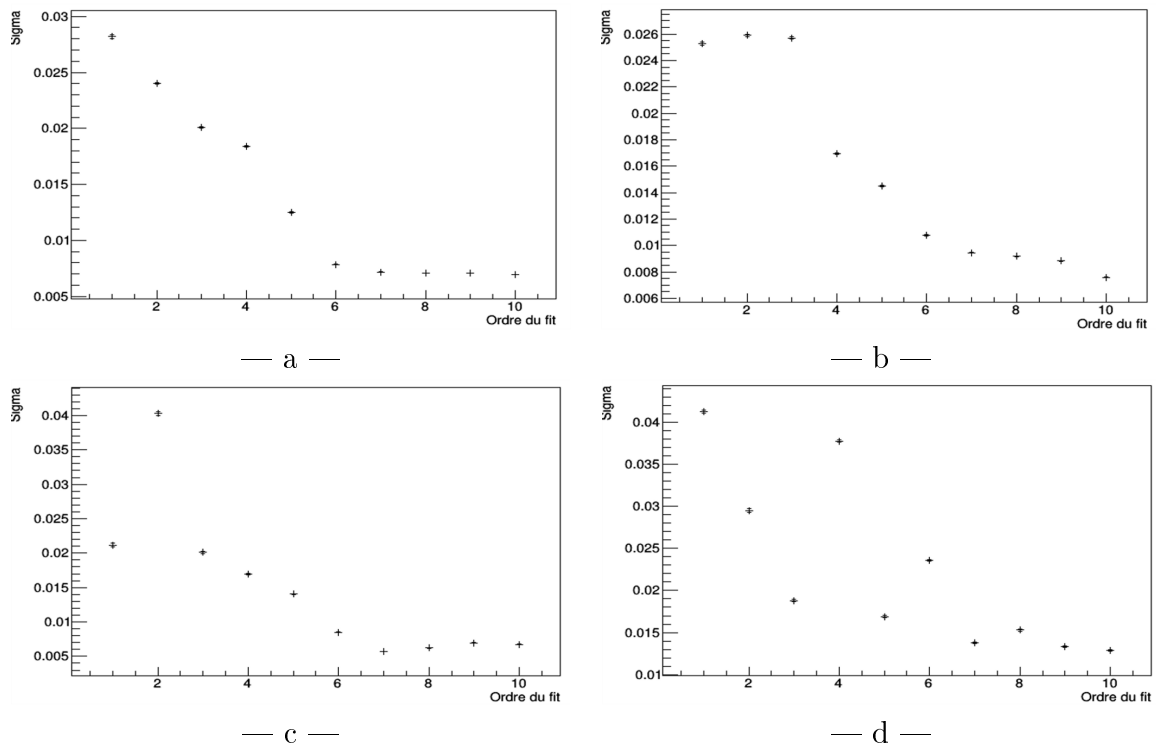 Sigma
0.03
0.025
0.02
0.015
0.01
0.005
2 4 6 8 10
Ordre du fit
— a —
Sigma
0.026
0.024
0.022
0.02
0.018
0.016
0.014
0.012
0.01
0.008
0.006
2 4 6 8 10
Ordre du fit
— b —
Sigma
0.04
0.035
0.03
0.025
0.02
0.015
0.01
0.005
2 4 6 8 10
Ordre du fit
— c —
Sigma
0.04
0.035
0.03
0.025
0.02
0.015
0.01
2 4 6 8 10
Ordre du fit
— d —